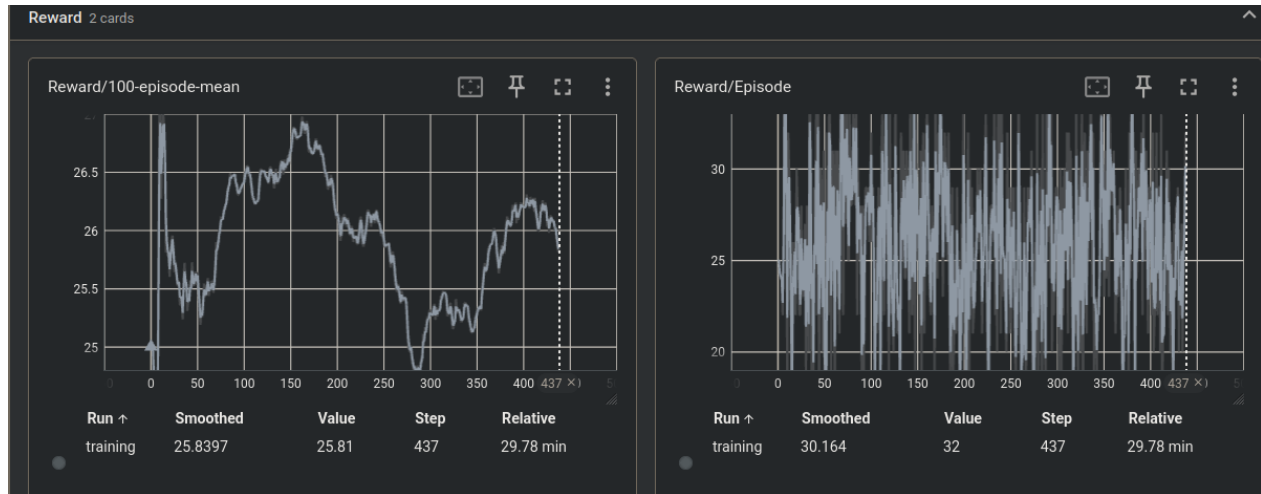 Reward 2 cards
Reward/100-episode-mean
26.5
26
25.5
25
0 50 100 150 200 250 300 350 400 437
Run ↑ Smoothed Value Step Relative
training 25.8397 25.81 437 29.78 min
Reward/Episode
30
25
20
0 50 100 150 200 250 300 350 400 437
Run ↑ Smoothed Value Step Relative
training 30.164 32 437 29.78 min